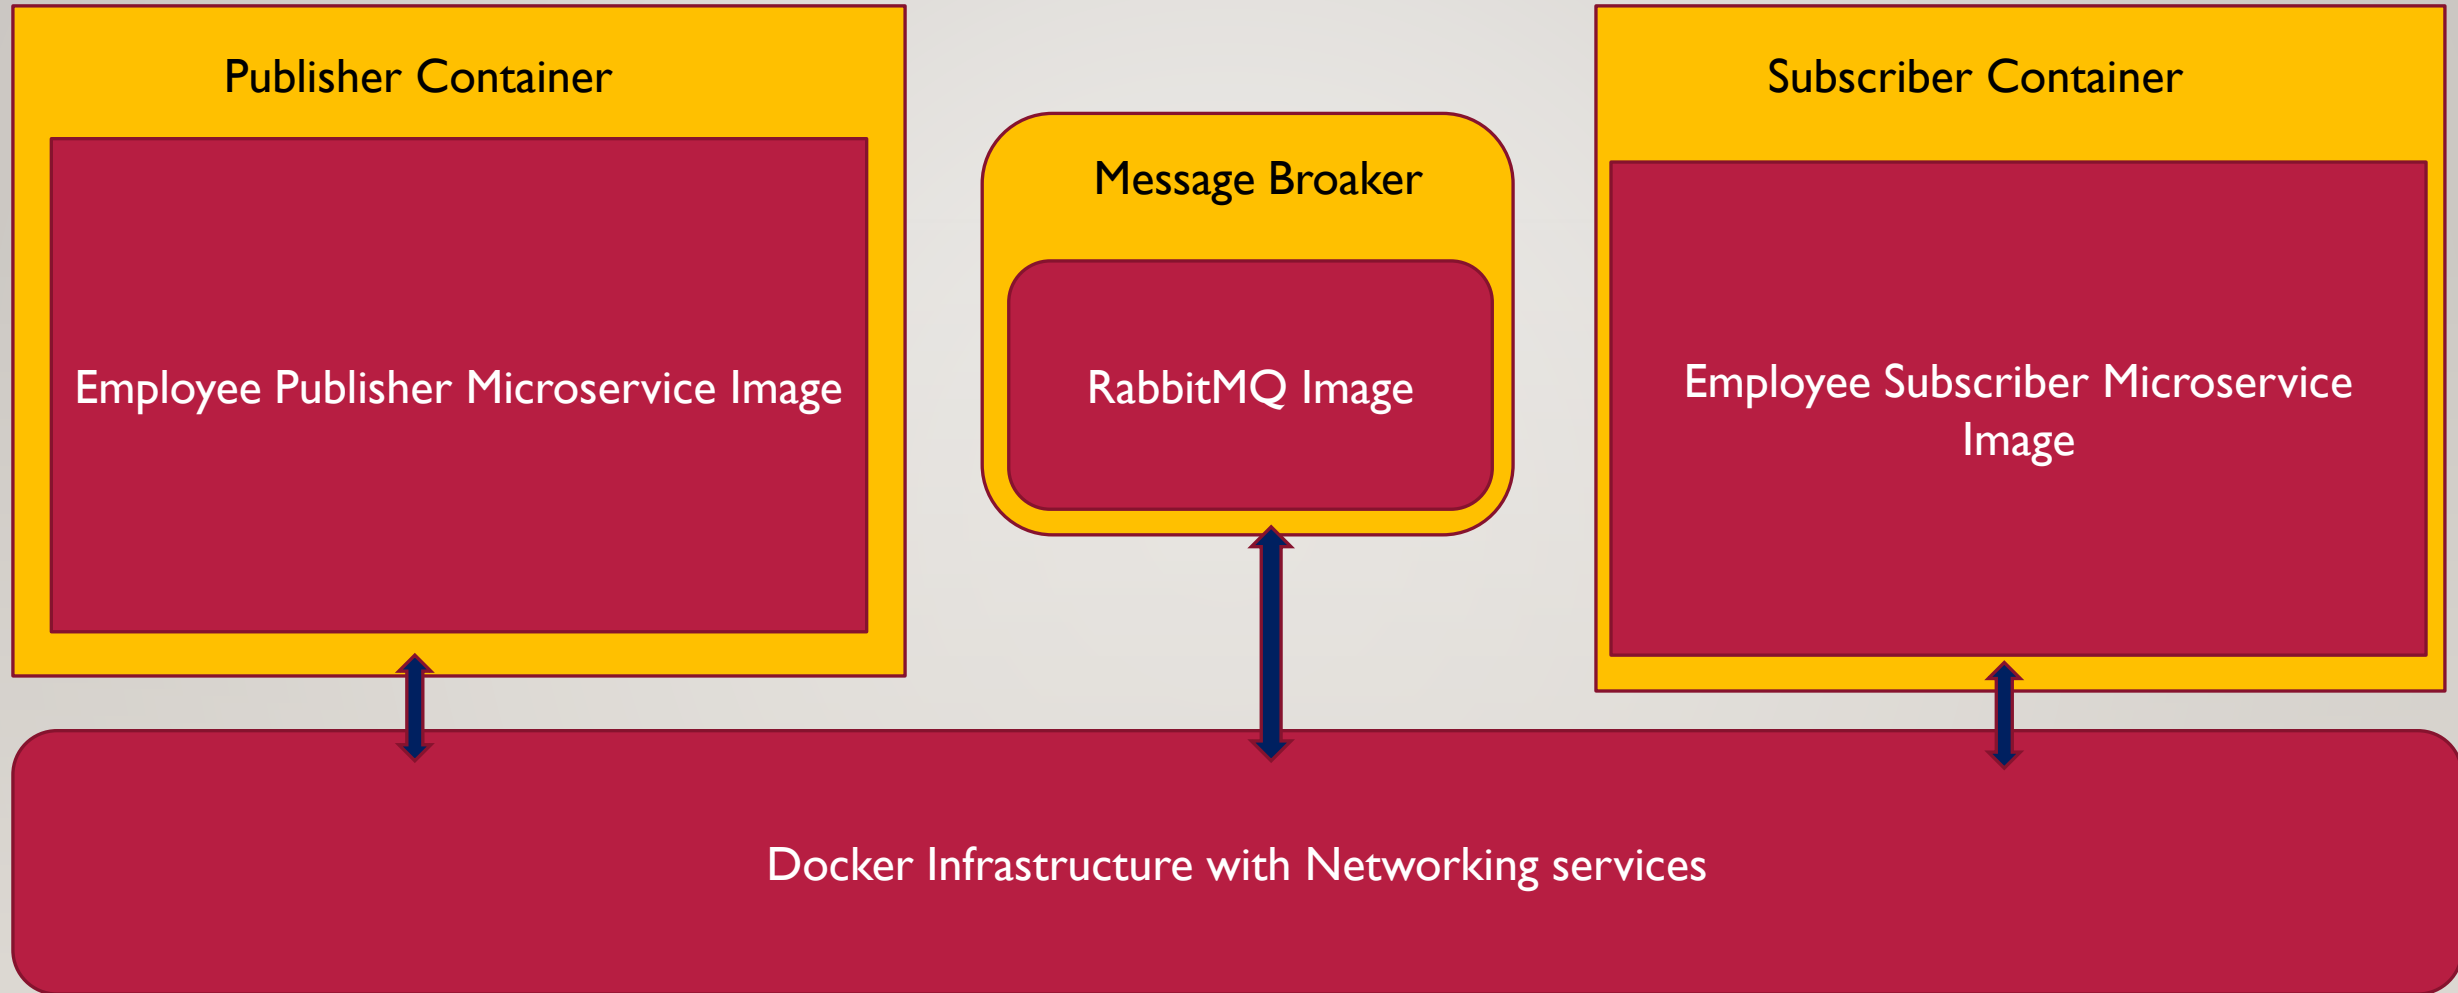 Publisher Container
Employee Publisher Microservice Image
Message Broaker
RabbitMQ Image
Subscriber Container
Employee Subscriber Microservice
Image
Docker Infrastructure with Networking services